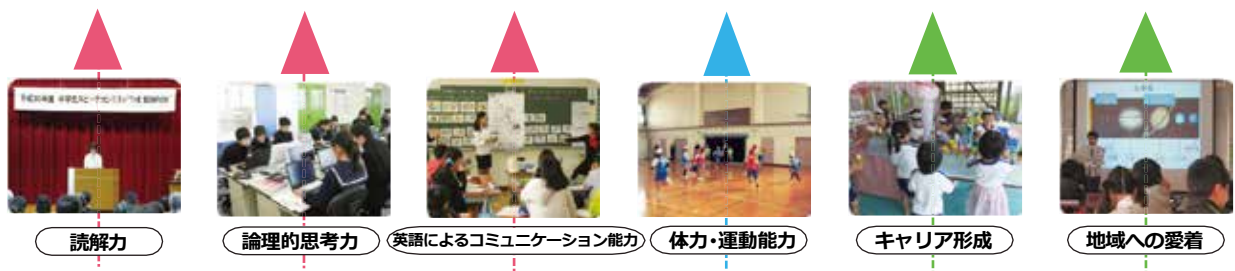 読解力
論理的思考力
英語によるコミュニケーション能力
体力・運動能力
キャリア形成
地域への愛着